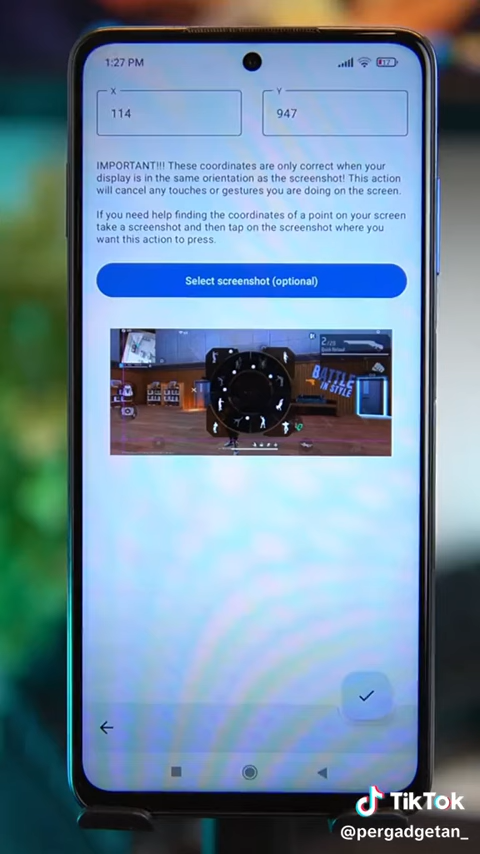 1:27 PM
17
X
Y
114
947
IMPORTANT!!! These coordinates are only correct when your
display is in the same orientation as the screenshot! This action
will cancel any touches or gestures you are doing on the screen.
If you need help finding the coordinates of a point on your screen
take a screenshot and then tap on the screenshot where you
want this action to press.
Select screenshot (optional)
BATTLE
IN STYLE
TikTok
@pergadgetan_